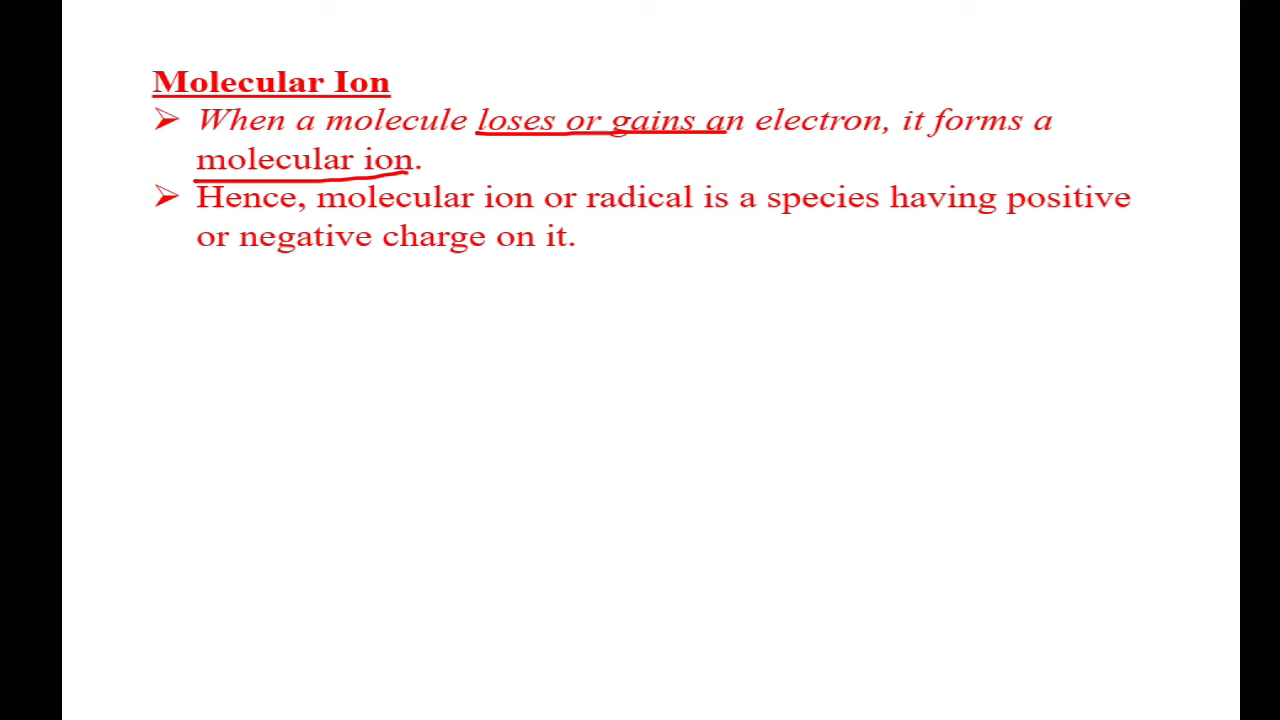 Molecular Ion
➢ When a molecule loses or gains an electron, it forms a
molecular ion.
➢ Hence, molecular ion or radical is a species having positive
or negative charge on it.